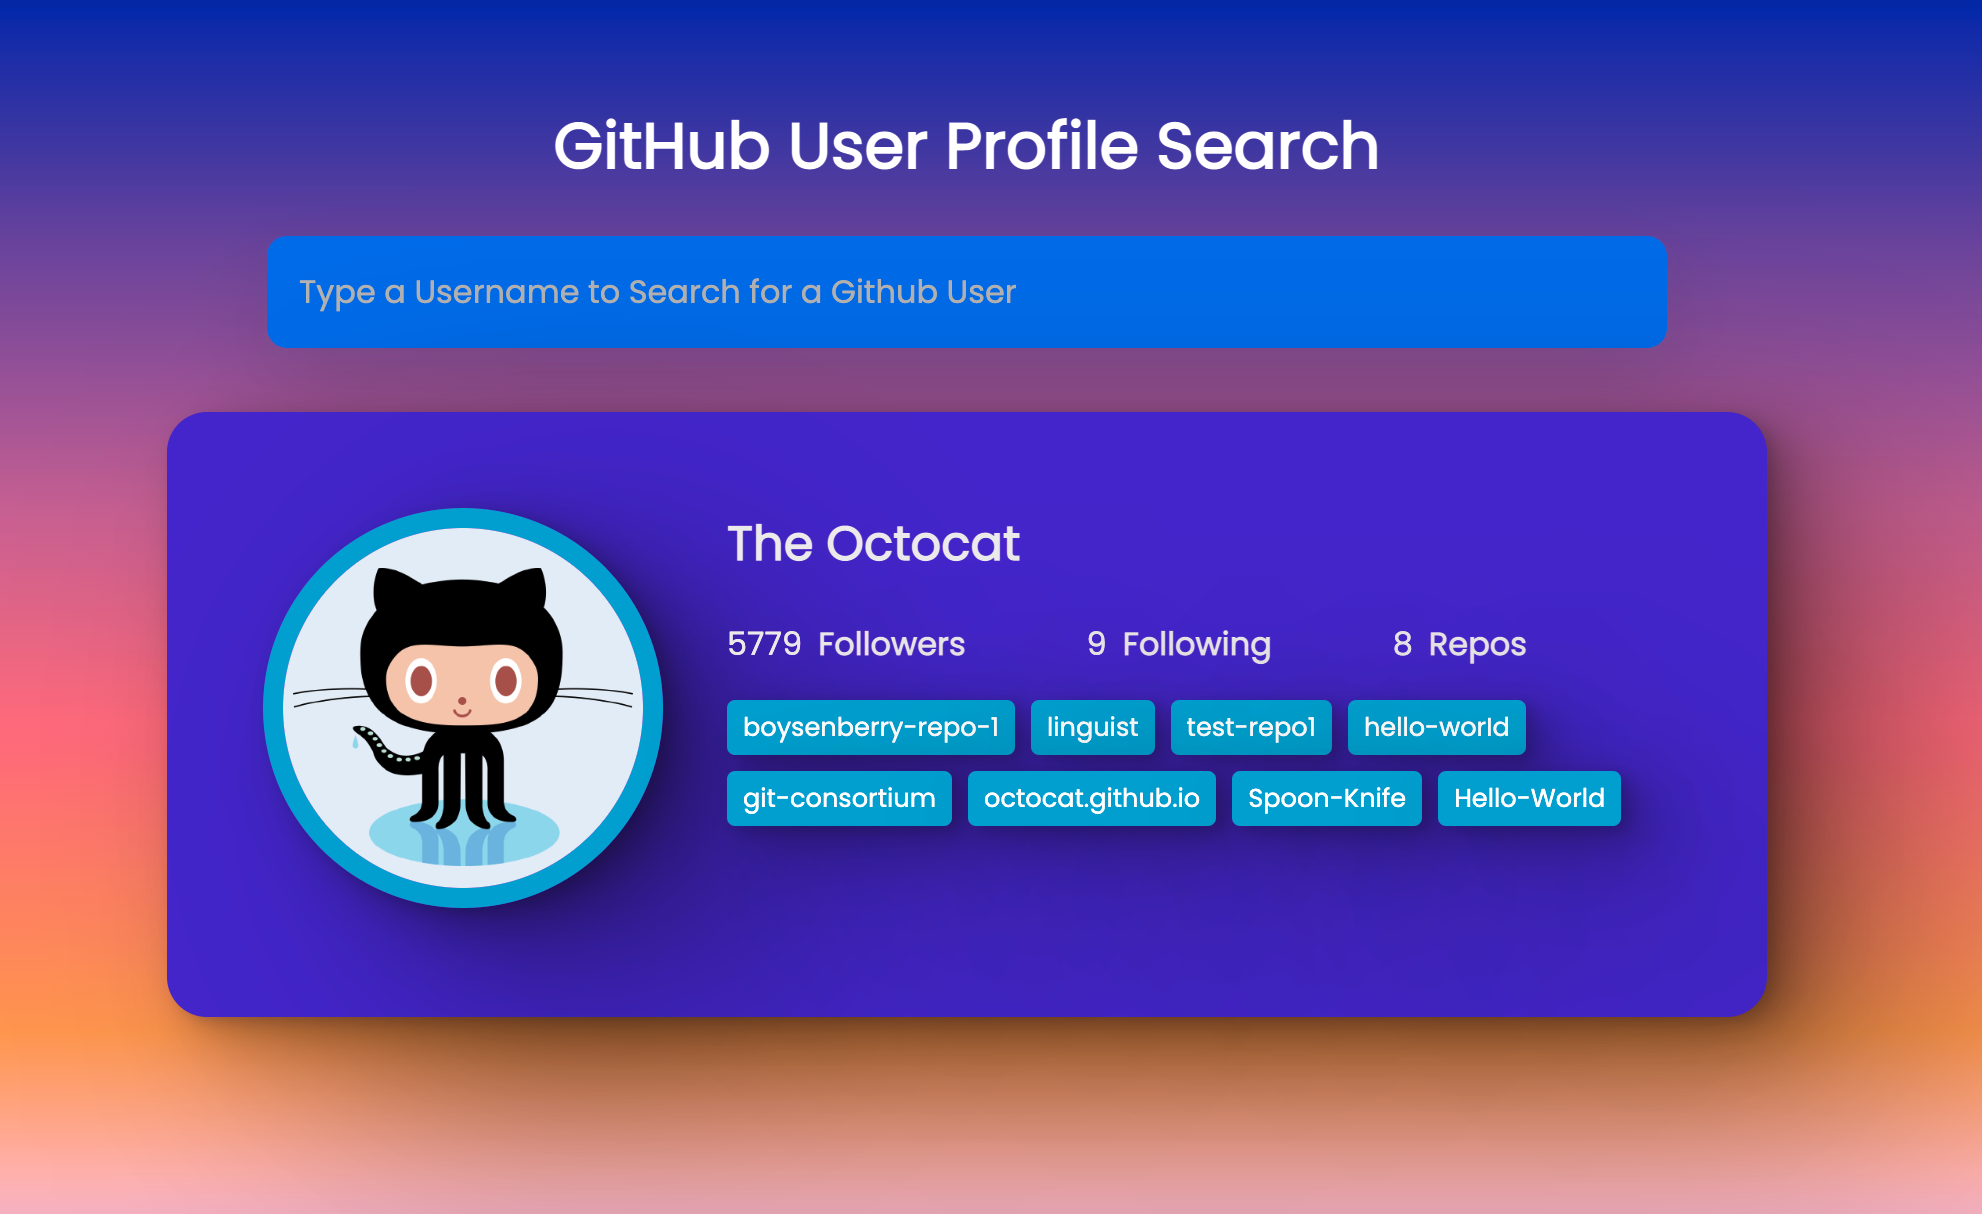 GitHub User Profile Search
Type a Username to Search for a Github User
The Octocat
5779 Followers 9 Following 8 Repos
boysenberry-repo-1 linguist test-repo1 hello-world
git-consortium octocat.github.io Spoon-Knife Hello-World